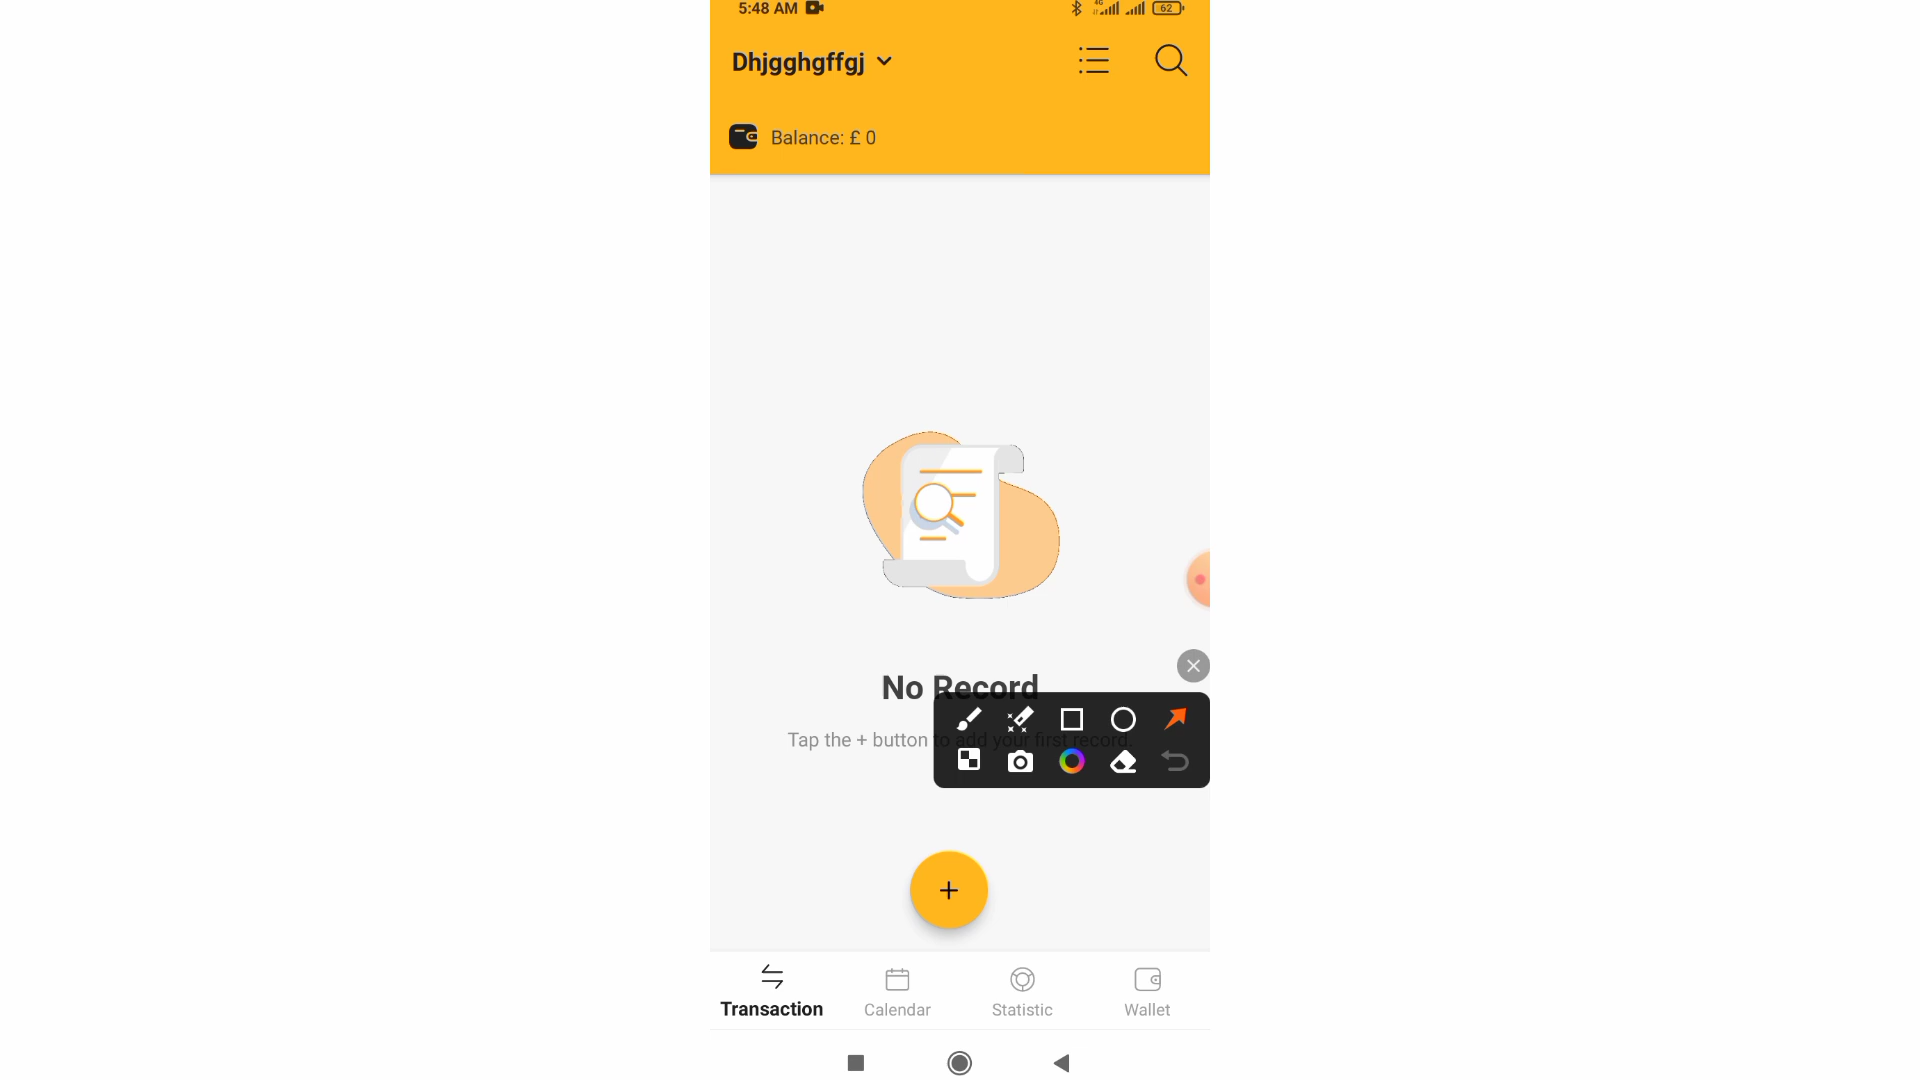 5:48 AM 4G 62
Dhjgghgffgj
Balance: £ 0
No Record
Tap the + button to add your first record.
Transaction Calendar Statistic Wallet